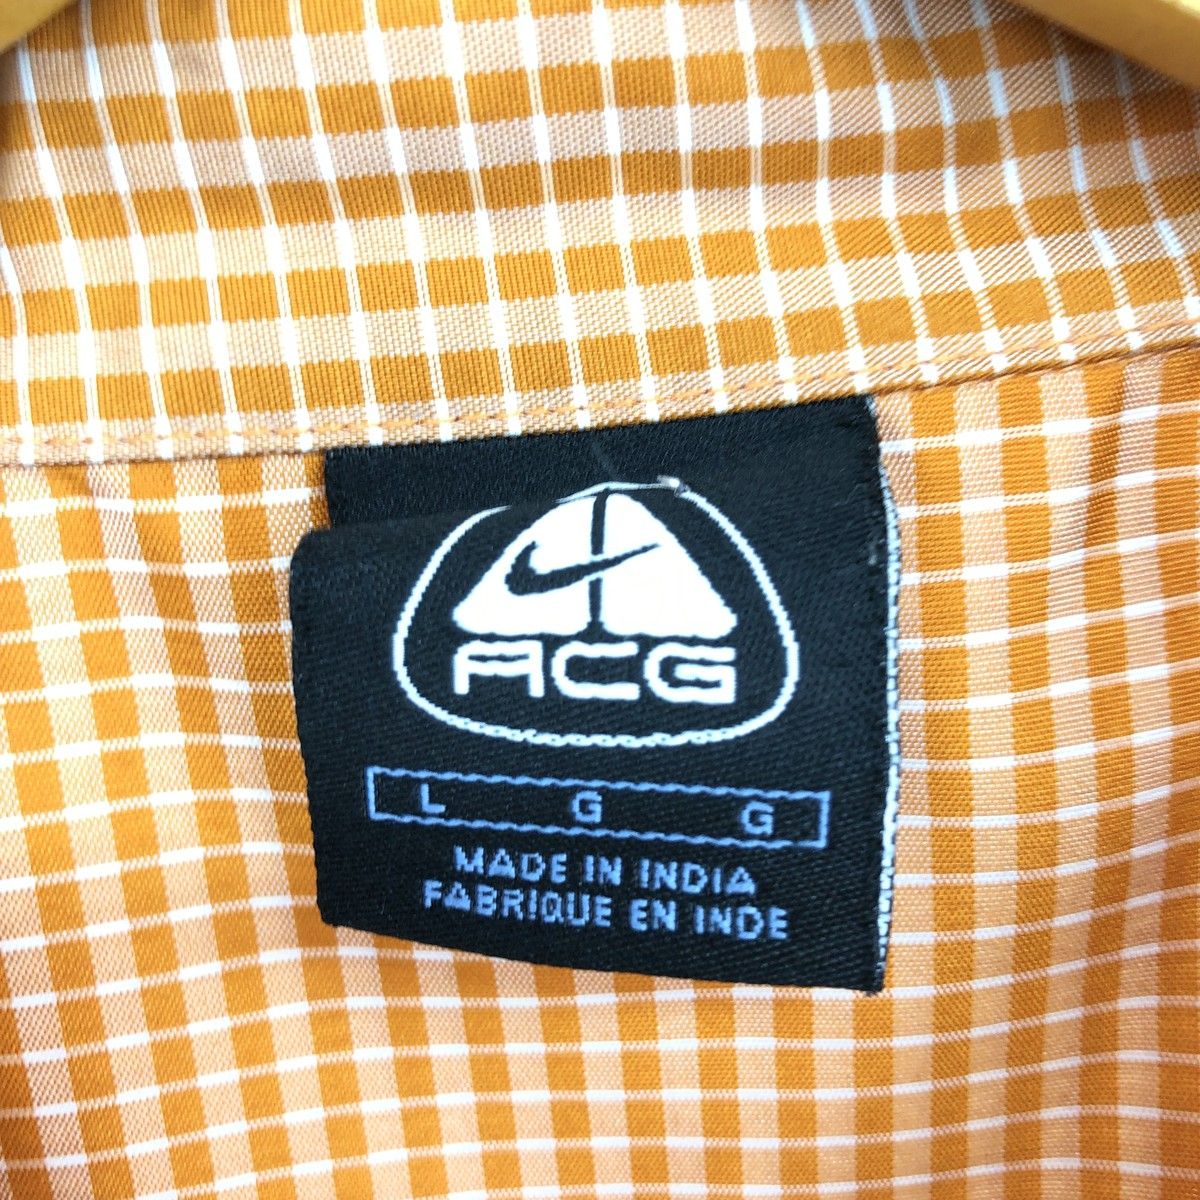 ACG
L G G
MADE IN INDIA
FABRIQUE EN INDE